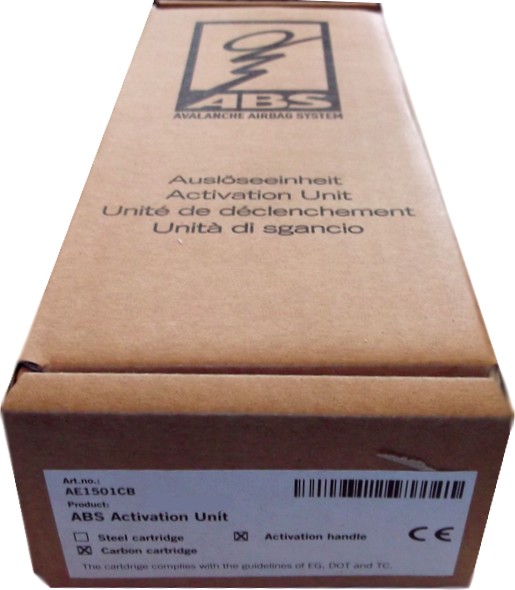 ABS
AVALANCHE AIRBAG SYSTEM
Auslöseeinheit
Activation Unit
Unité de déclenchement
Unità di sgancio
Art.no.:
AE1501CB
Product:
ABS Activation Unit
Steel cartridge
Activation handle
Carbon cartridge
CE
The cartdrige complies with the guidelines of EG, DOT and TC.